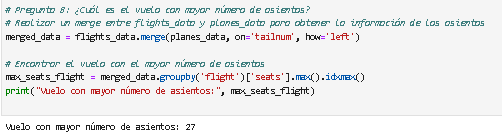 # Pregunta 8: ¿Cuál es el vuelo con mayor número de asientos?
# Realizar un merge entre flights_data y planes_data para obtener la información de los asientos
merged_data = flights_data.merge(planes_data, on='tailnum', how='left')
# Encontrar el vuelo con el mayor número de asientos
max_seats_flight = merged_data.groupby('flight')['seats'].max().idxmax()
print("Vuelo con mayor número de asientos:", max_seats_flight)
Vuelo con mayor número de asientos: 27